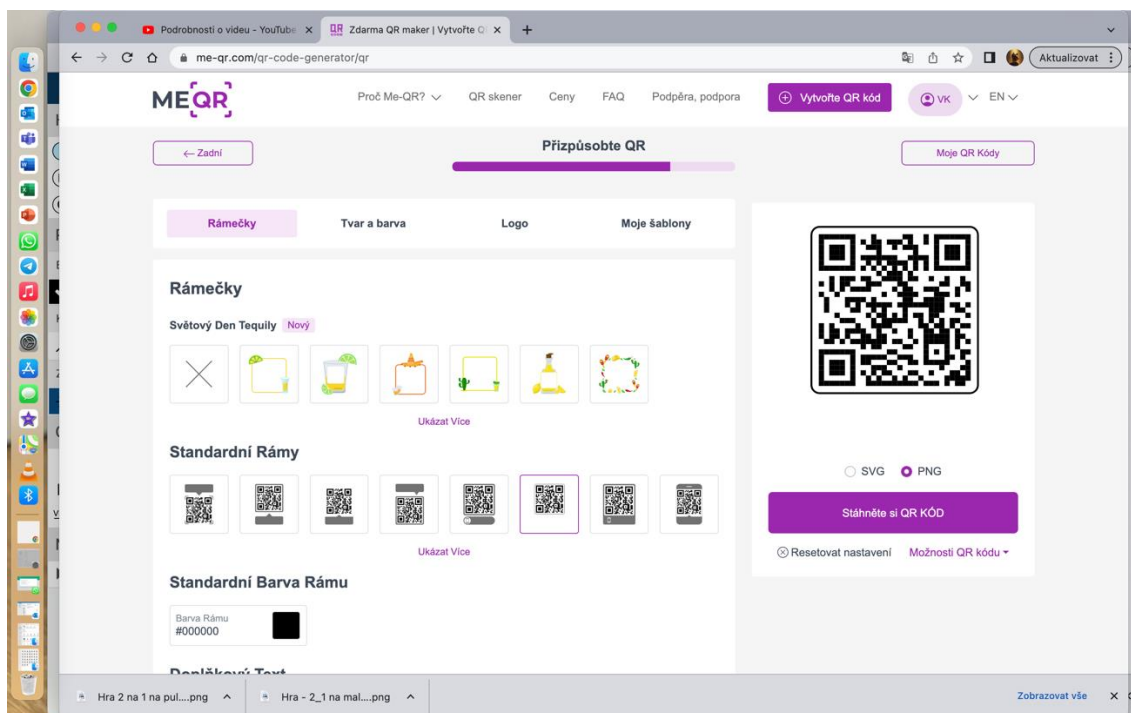 Podrobnosti o videu - YouTube
Zdarma QR maker | Vytvořte Q
me-qr.com/qr-code-generator/qr
Aktualizovat
MEQR
Proč Me-QR?
QR skener
Ceny
FAQ
Podpěra, podpora
Vytvořte QR kód
VK
EN
← Zadní
Přizpůsobte QR
Moje QR Kódy
Rámečky
Tvar a barva
Logo
Moje šablony
Rámečky
Světový Den Tequily Nový
Ukázat Více
Standardní Rámy
Ukázat Více
Standardní Barva Rámu
Barva Rámu
#000000
SVG PNG
Stáhněte si QR KÓD
Resetovat nastavení Možnosti QR kódu
Doplňkový Text
Hra 2 na 1 na pul....png
Hra - 2_1 na mal....png
Zobrazovat vše